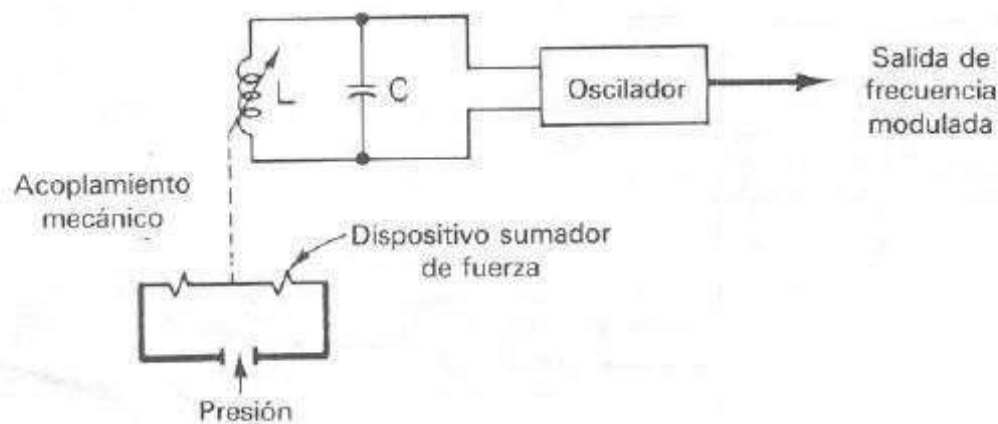 L
C
Oscilador
Salida de
frecuencia
modulada
Acoplamiento
mecánico
Dispositivo sumador
de fuerza
Presión